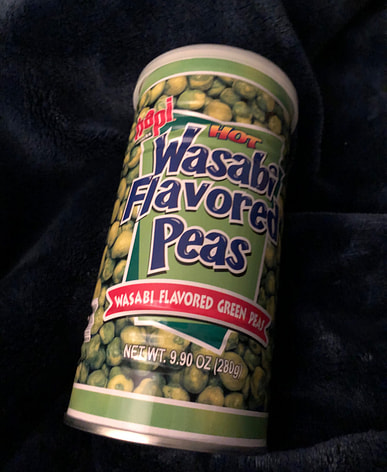 hapi
HOT
Wasabi
Flavored
Peas
WASABI FLAVORED GREEN PEAS
NET WT. 9.90 OZ (280g)